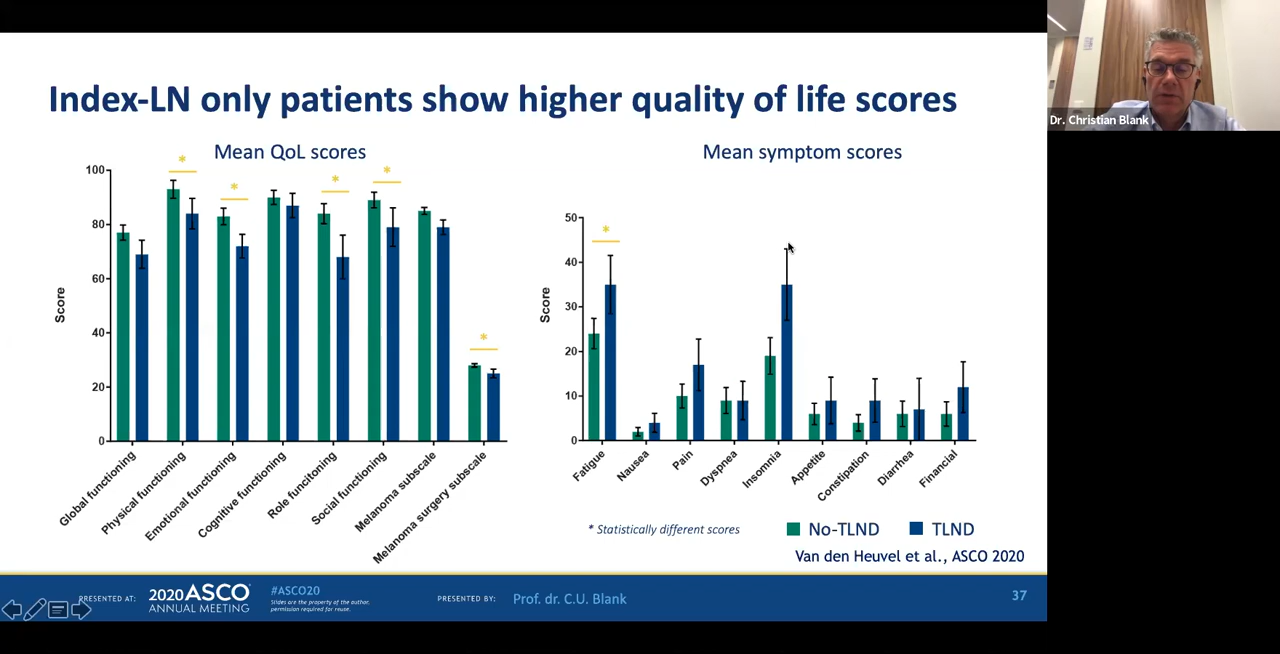 Index-LN only patients show higher quality of life scores
Dr. Christian Blank
Mean QoL scores
*
*
*
*
*
100
80
60
40
20
0
Score
Global functioning
Physical functioning
Emotional functioning
Cognitive functioning
Role funcitoning
Social functioning
Melanoma subscale
Melanoma surgery subscale
Mean symptom scores
*
50
40
30
20
10
0
Score
Fatigue
Nausea
Pain
Dyspnea
Insomnia
Appetite
Constipation
Diarrhea
Financial
* Statistically different scores
No-TLND
TLND
Van den Heuvel et al., ASCO 2020
PRESENTED AT:
2020 ASCO
ANNUAL MEETING
#ASCO20
Slides are the property of the author,
permission required for reuse.
PRESENTED BY:
Prof. dr. C.U. Blank
37